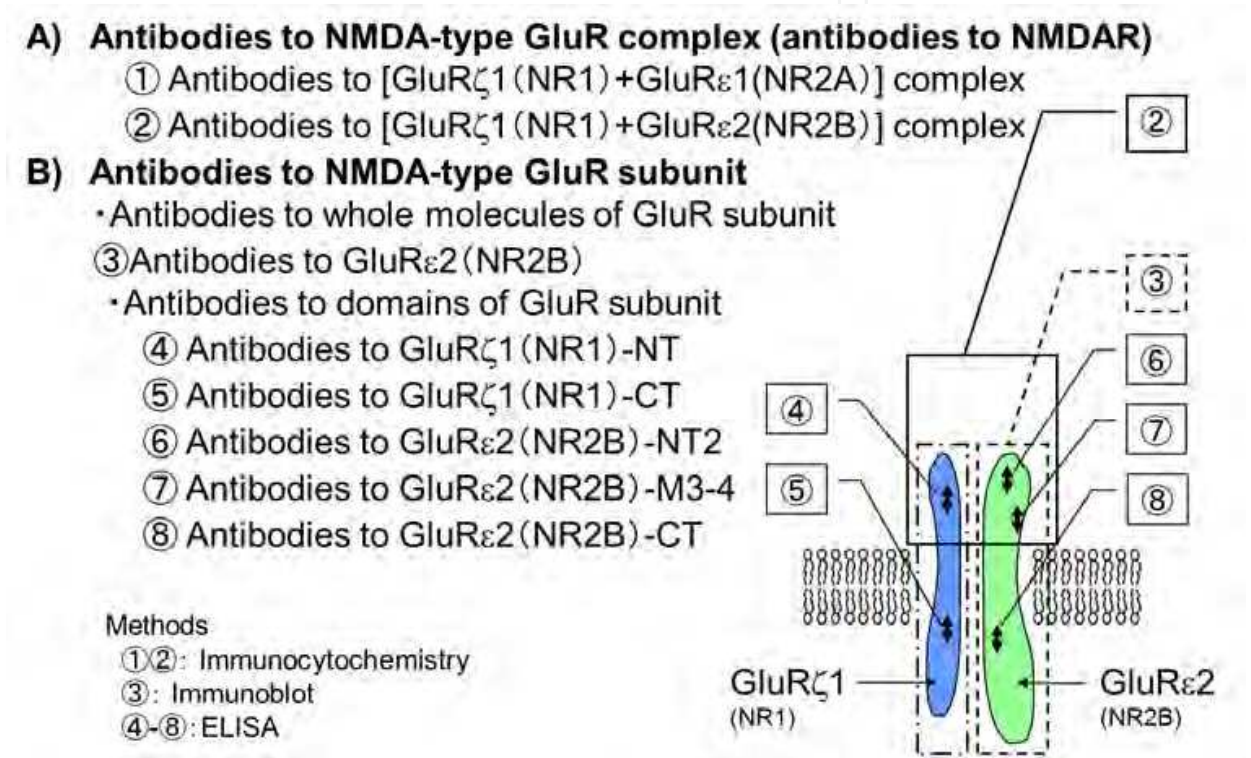 A) Antibodies to NMDA-type GluR complex (antibodies to NMDAR)
① Antibodies to [GluRζ1(NR1)+GluRε1(NR2A)] complex
② Antibodies to [GluRζ1(NR1)+GluRε2(NR2B)] complex
②
B) Antibodies to NMDA-type GluR subunit
・Antibodies to whole molecules of GluR subunit
③Antibodies to GluRε2(NR2B)
③
・Antibodies to domains of GluR subunit
④ Antibodies to GluRζ1(NR1)-NT
⑤ Antibodies to GluRζ1(NR1)-CT
⑥ Antibodies to GluRε2(NR2B)-NT2
⑦ Antibodies to GluRε2(NR2B)-M3-4
⑧ Antibodies to GluRε2(NR2B)-CT
④
⑤
⑥
⑦
⑧
Methods
①②: Immunocytochemistry
③: Immunoblot
④-⑧: ELISA
GluRζ1
(NR1)
GluRε2
(NR2B)